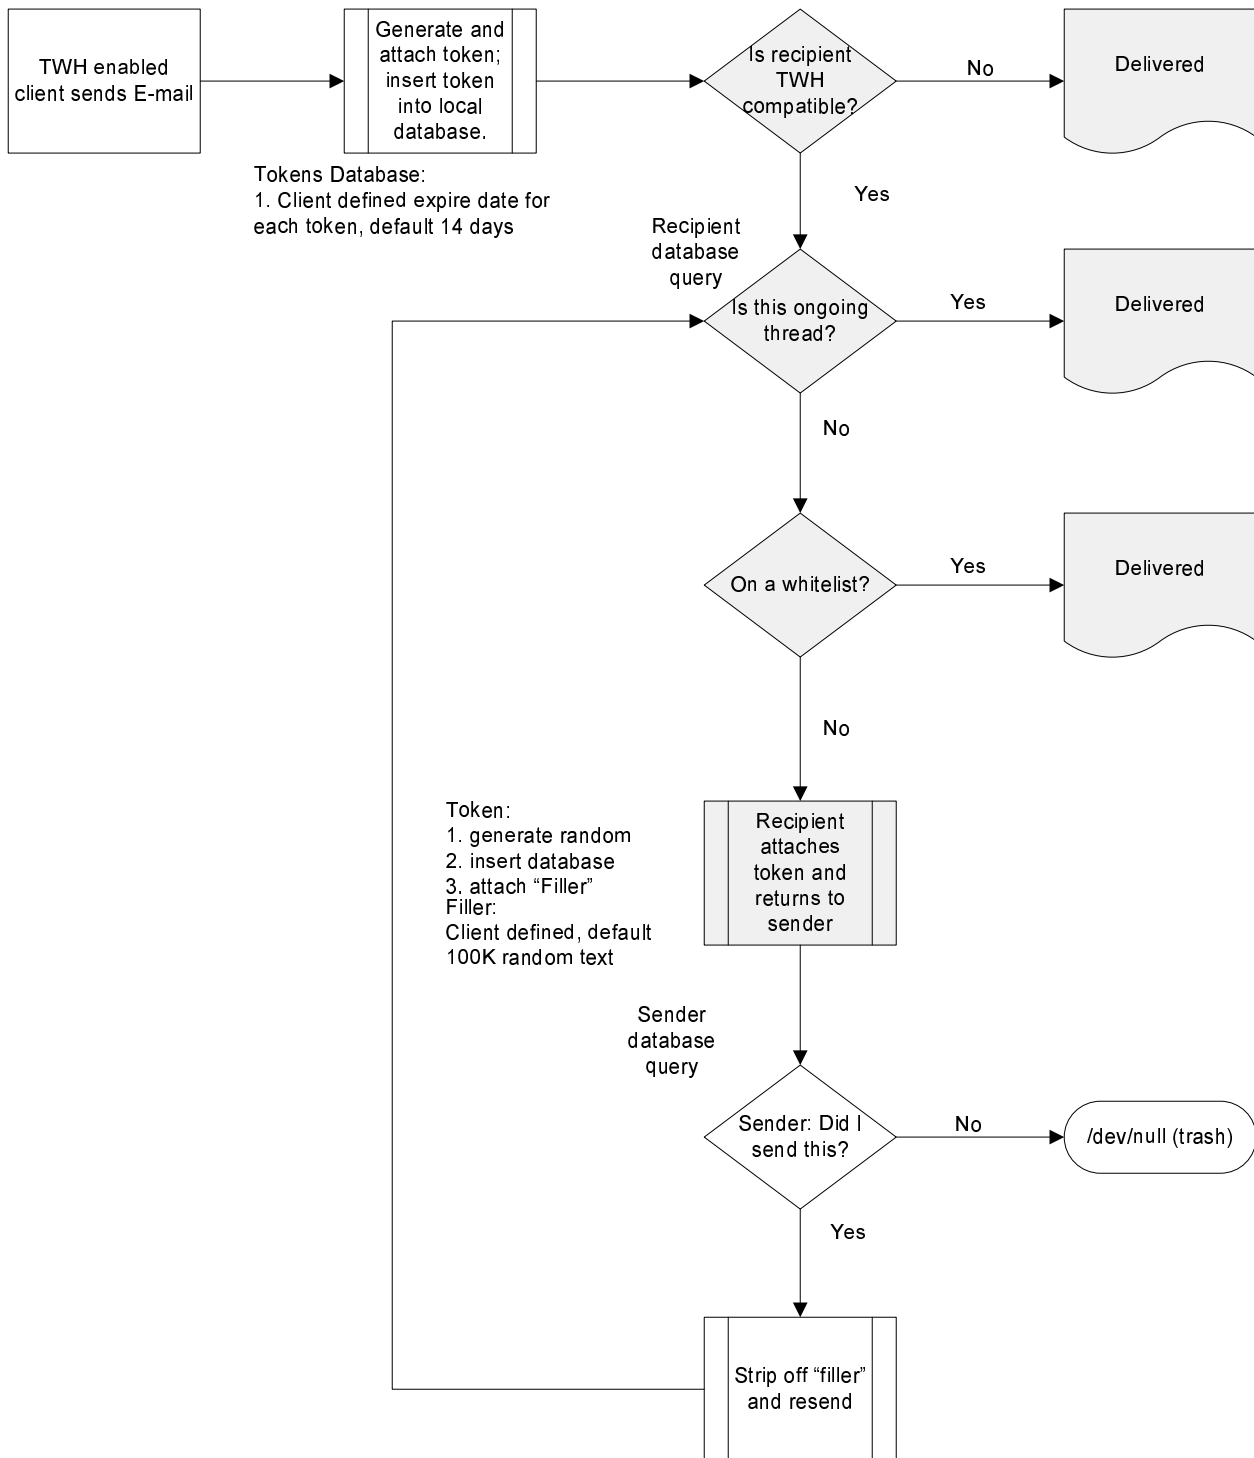 TWH enabled
client sends E-mail
Generate and
attach token;
insert token
into local
database.
Is recipient
TWH
compatible?
No
Delivered
Tokens Database:
1. Client defined expire date for
each token, default 14 days
Yes
Recipient
database
query
Is this ongoing
thread?
Yes
Delivered
No
On a whitelist?
Yes
Delivered
No
Token:
1. generate random
2. insert database
3. attach “Filler”
Filler:
Client defined, default
100K random text
Recipient
attaches
token and
returns to
sender
Sender
database
query
Sender: Did I
send this?
No
/dev/null (trash)
Yes
Strip off “filler”
and resend